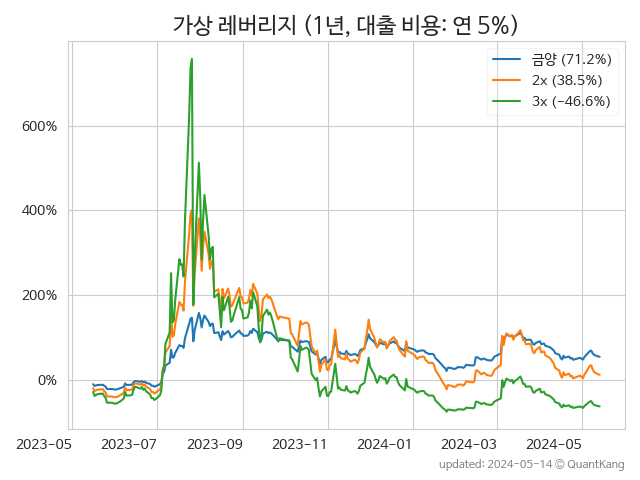 가상 레버리지 (1년, 대출 비용: 연 5%)
금양 (71.2%)
2x (38.5%)
3x (−46.6%)
600%
400%
200%
0%
2023-05
2023-07
2023-09
2023-11
2024-01
2024-03
2024-05
updated: 2024-05-14 © QuantKang